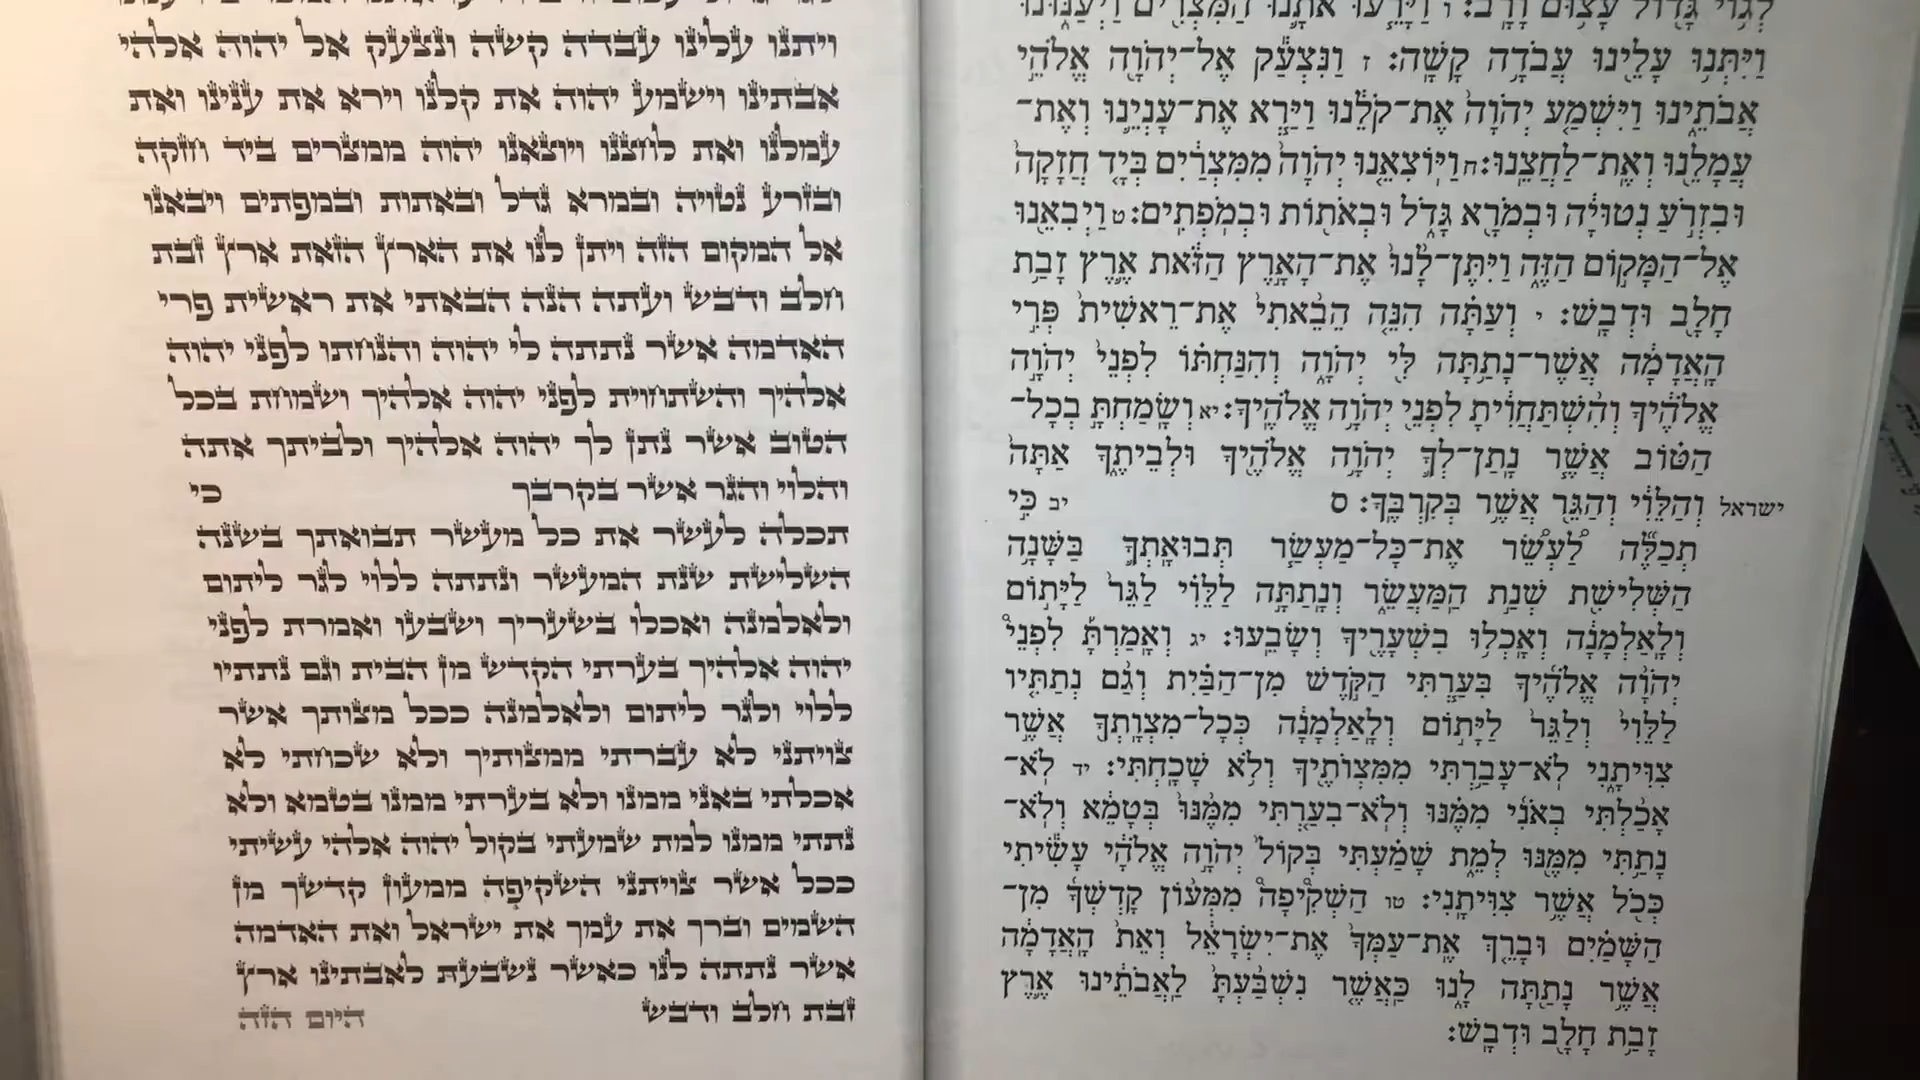 לְג֥וֹי גָּד֖וֹל עָצ֥וּם וָרָֽב׃ ו וַיָּרֵ֧עוּ אֹתָ֛נוּ הַמִּצְרִ֖ים וַיְעַנּ֑וּנוּ
וַיִּתְּנ֥וּ עָלֵ֖ינוּ עֲבֹדָ֥ה קָשָֽׁה׃ ז וַנִּצְעַ֕ק אֶל־יְהוָ֖ה אֱלֹהֵ֣י
אֲבֹתֵ֑ינוּ וַיִּשְׁמַ֤ע יְהוָה֙ אֶת־קֹלֵ֔נוּ וַיַּ֧רְא אֶת־עָנְיֵ֛נוּ וְאֶת־
עֲמָלֵ֖נוּ וְאֶֽת־לַחֲצֵֽנוּ׃ ח וַיּֽוֹצִאֵ֤נוּ יְהוָה֙ מִמִּצְרַ֔יִם בְּיָ֤ד חֲזָקָה֙
וּבִזְרֹ֣עַ נְטוּיָ֔ה וּבְמֹרָ֖א גָּדֹ֑ל וּבְאֹת֖וֹת וּבְמֹפְתִֽים׃ ט וַיְבִאֵ֖נוּ
אֶל־הַמָּק֣וֹם הַזֶּ֑ה וַיִּתֶּן־לָ֙נוּ֙ אֶת־הָאָ֣רֶץ הַזֹּ֔את אֶ֛רֶץ זָבַ֥ת
חָלָ֖ב וּדְבָֽשׁ׃ י וְעַתָּ֗ה הִנֵּ֤ה הֵבֵ֙אתִי֙ אֶת־רֵאשִׁית֙ פְּרִ֣י
הָאֲדָמָ֔ה אֲשֶׁר־נָתַ֥תָּה לִּ֖י יְהוָ֑ה וְהִנַּחְתּ֗וֹ לִפְנֵי֙ יְהוָ֣ה
אֱלֹהֶ֔יךָ וְהִֽשְׁתַּחֲוִ֔יתָ לִפְנֵ֖י יְהוָ֥ה אֱלֹהֶֽיךָ׃ יא וְשָׂמַחְתָּ֣ בְכָל־
הַטּ֗וֹב אֲשֶׁ֧ר נָֽתַן־לְךָ֛ יְהוָ֥ה אֱלֹהֶ֖יךָ וּלְבֵיתֶ֑ךָ אַתָּה֙
ישראל וְהַלֵּוִ֔י וְהַגֵּ֖ר אֲשֶׁ֥ר בְּקִרְבֶּֽךָ׃ ס יב כִּ֣י
תְכַלֶּ֞ה לַ֠עְשֵׂר אֶת־כָּל־מַעְשַׂ֧ר תְּבוּאָתְךָ֛ בַּשָּׁנָ֥ה
הַשְּׁלִישִׁ֖ת שְׁנַ֣ת הַֽמַּעֲשֵׂ֑ר וְנָתַתָּ֣ה לַלֵּוִ֗י לַגֵּר֙ לַיָּת֣וֹם
וְלָֽאַלְמָנָ֔ה וְאָכְל֥וּ בִשְׁעָרֶ֖יךָ וְשָׂבֵֽעוּ׃ יג וְאָמַרְתָּ֡ לִפְנֵי֩
יְהוָ֨ה אֱלֹהֶ֜יךָ בִּעַ֧רְתִּי הַקֹּ֣דֶשׁ מִן־הַבַּ֗יִת וְגַ֨ם נְתַתִּ֤יו
לַלֵּוִי֙ וְלַגֵּר֙ לַיָּת֣וֹם וְלָאַלְמָנָ֔ה כְּכָל־מִצְוָתְךָ֖ אֲשֶׁ֣ר
צִוִּיתָ֑נִי לֹֽא־עָבַ֥רְתִּי מִמִּצְוֺתֶ֖יךָ וְלֹ֥א שָׁכָֽחְתִּי׃ יד לֹא־
אָכַ֨לְתִּי בְאֹנִ֜י מִמֶּ֗נּוּ וְלֹא־בִעַ֤רְתִּי מִמֶּ֙נּוּ֙ בְּטָמֵ֔א וְלֹא־
נָתַ֥תִּי מִמֶּ֖נּוּ לְמֵ֑ת שָׁמַ֗עְתִּי בְּקוֹל֙ יְהוָ֣ה אֱלֹהָ֔י עָשִׂ֕יתִי
כְּכֹ֖ל אֲשֶׁ֥ר צִוִּיתָֽנִי׃ טו הַשְׁקִיפָה֩ מִמְּע֨וֹן קָדְשְׁךָ֜ מִן־
הַשָּׁמַ֗יִם וּבָרֵ֤ךְ אֶֽת־עַמְּךָ֙ אֶת־יִשְׂרָאֵ֔ל וְאֵת֙ הָאֲדָמָ֔ה
אֲשֶׁ֥ר נָתַ֖תָּה לָ֑נוּ כַּאֲשֶׁ֤ר נִשְׁבַּ֙עְתָּ֙ לַאֲבֹתֵ֔ינוּ אֶ֛רֶץ
זָבַ֥ת חָלָ֖ב וּדְבָֽשׁ׃
ויתנו עלינו עבדה קשה ונצעק אל יהוה אלהי
אבתינו וישמע יהוה את קלנו וירא את ענינו ואת
עמלנו ואת לחצנו ויוצאנו יהוה ממצרים ביד חזקה
ובזרע נטויה ובמרא גדל ובאתות ובמפתים ויבאנו
אל המקום הזה ויתן לנו את הארץ הזאת ארץ זבת
חלב ודבש ועתה הנה הבאתי את ראשית פרי
האדמה אשר נתתה לי יהוה והנחתו לפני יהוה
אלהיך והשתחוית לפני יהוה אלהיך ושמחת בכל
הטוב אשר נתן לך יהוה אלהיך ולביתך אתה
והלוי והגר אשר בקרבך כי
תכלה לעשר את כל מעשר תבואתך בשנה
השלישת שנת המעשר ונתתה ללוי לגר ליתום
ולאלמנה ואכלו בשעריך ושבעו ואמרת לפני
יהוה אלהיך בערתי הקדש מן הבית וגם נתתיו
ללוי ולגר ליתום ולאלמנה ככל מצותך אשר
צויתני לא עברתי ממצותיך ולא שכחתי לא
אכלתי באני ממנו ולא בערתי ממנו בטמא ולא
נתתי ממנו למת שמעתי בקול יהוה אלהי עשיתי
ככל אשר צויתני השקיפה ממעון קדשך מן
השמים וברך את עמך את ישראל ואת האדמה
אשר נתתה לנו כאשר נשבעת לאבתינו ארץ
זבת חלב ודבש היום הזה